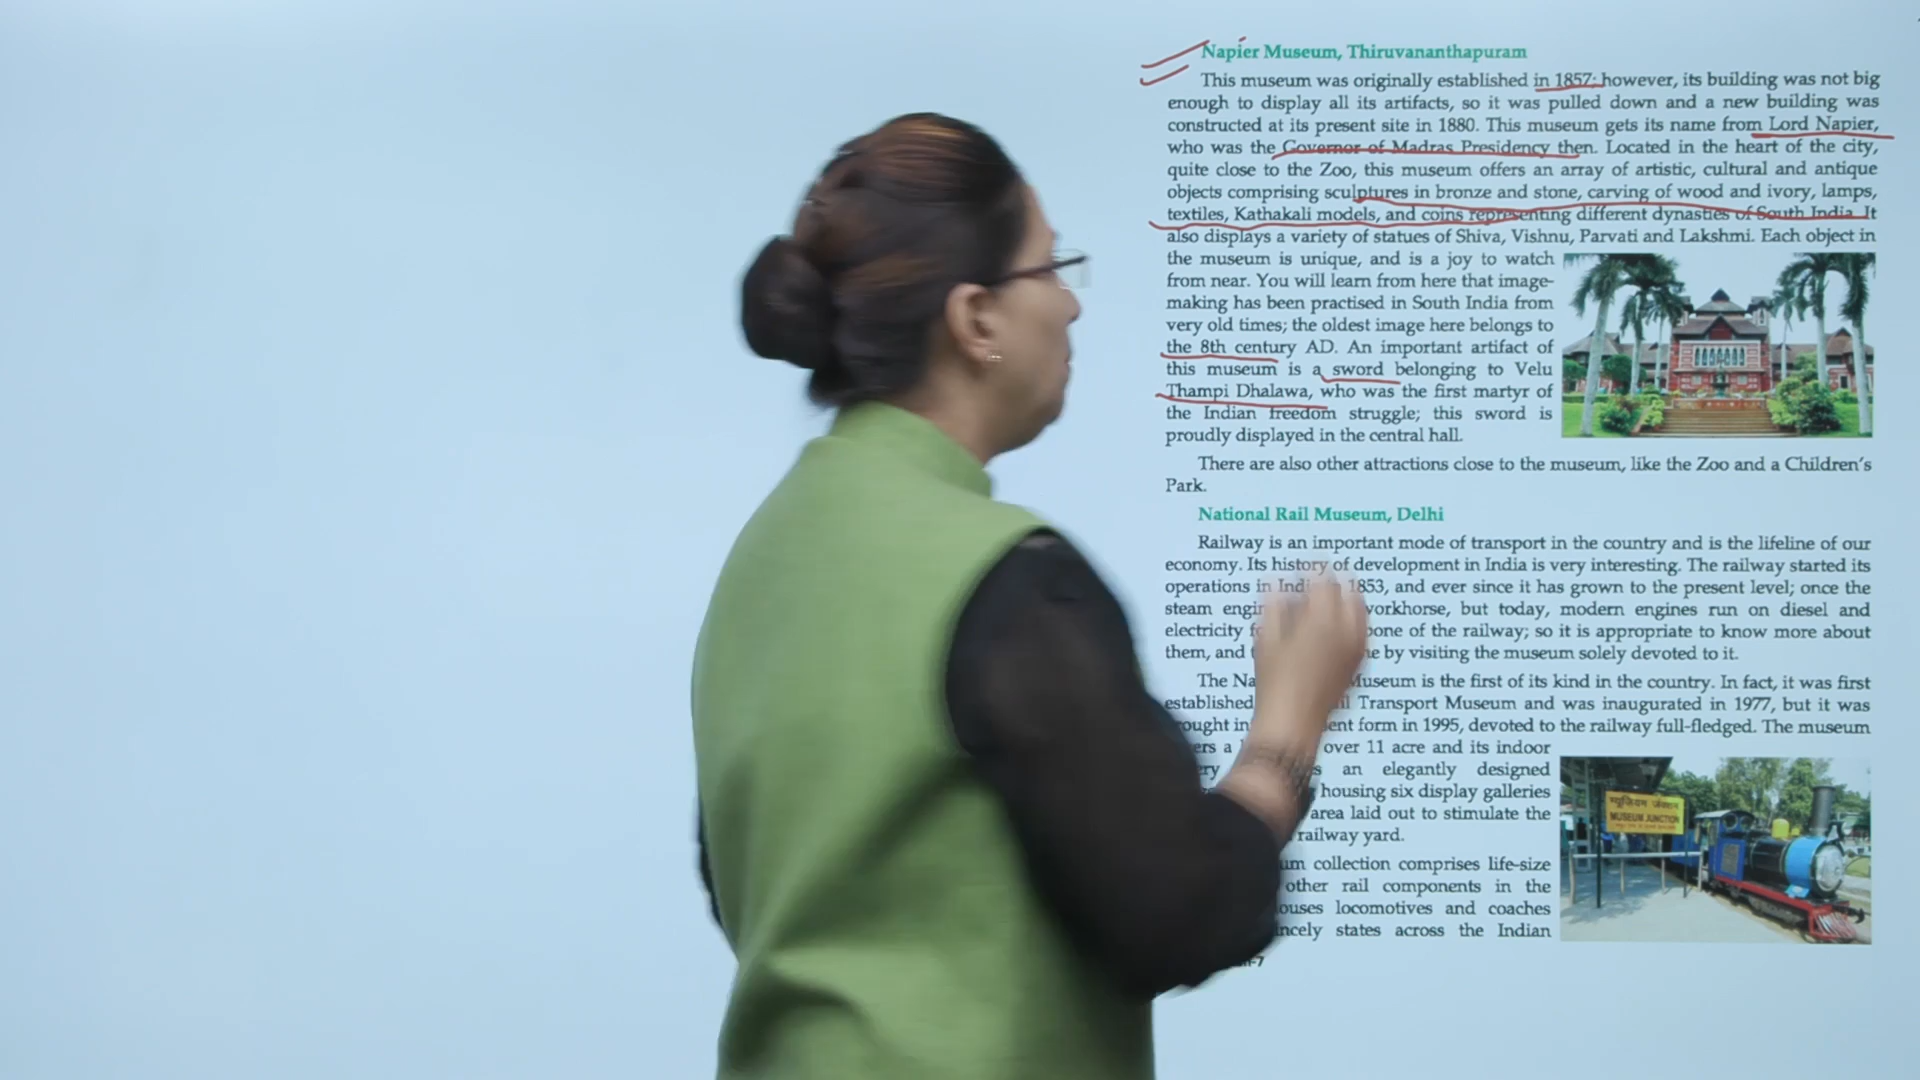 Napier Museum, Thiruvananthapuram
This museum was originally established in 1857; however, its building was not big
enough to display all its artifacts, so it was pulled down and a new building was
constructed at its present site in 1880. This museum gets its name from Lord Napier,
who was the Governor of Madras Presidency then. Located in the heart of the city,
quite close to the Zoo, this museum offers an array of artistic, cultural and antique
objects comprising sculptures in bronze and stone, carving of wood and ivory, lamps,
textiles, Kathakali models, and coins representing different dynasties of South India. It
also displays a variety of statues of Shiva, Vishnu, Parvati and Lakshmi. Each object in
the museum is unique, and is a joy to watch
from near. You will learn from here that image-
making has been practised in South India from
very old times; the oldest image here belongs to
the 8th century AD. An important artifact of
this museum is a sword belonging to Velu
Thampi Dhalawa, who was the first martyr of
the Indian freedom struggle; this sword is
proudly displayed in the central hall.
There are also other attractions close to the museum, like the Zoo and a Children's
Park.
National Rail Museum, Delhi
Railway is an important mode of transport in the country and is the lifeline of our
economy. Its history of development in India is very interesting. The railway started its
operations in 1853, and ever since it has grown to the present level; once the
steam workhorse, but today, modern engines run on diesel and
electricity of the railway; so it is appropriate to know more about
them, and by visiting the museum solely devoted to it.
The Museum is the first of its kind in the country. In fact, it was first
established Transport Museum and was inaugurated in 1977, but it was
form in 1995, devoted to the railway full-fledged. The museum
a over 11 acre and its indoor
an elegantly designed
housing six display galleries
area laid out to stimulate the
railway yard.
collection comprises life-size
other rail components in the
locomotives and coaches
states across the Indian
MUSEUM JUNCTION